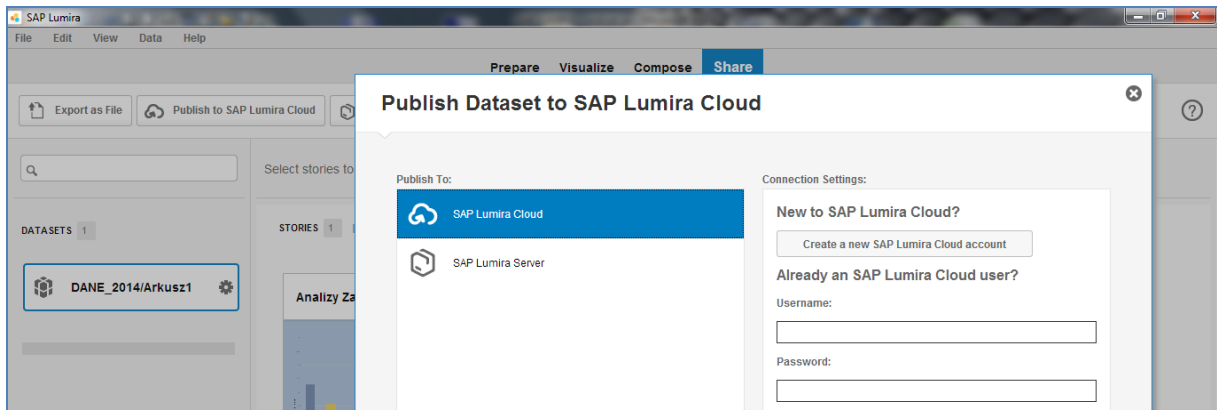 SAP Lumira
File Edit View Data Help
Prepare Visualize Compose Share
Export as File Publish to SAP Lumira Cloud
Publish Dataset to SAP Lumira Cloud
Select stories to
Publish To:
Connection Settings:
SAP Lumira Cloud
New to SAP Lumira Cloud?
DATASETS 1
STORIES 1
Create a new SAP Lumira Cloud account
SAP Lumira Server
Already an SAP Lumira Cloud user?
DANE_2014/Arkusz1
Analizy Za
Username:
Password: